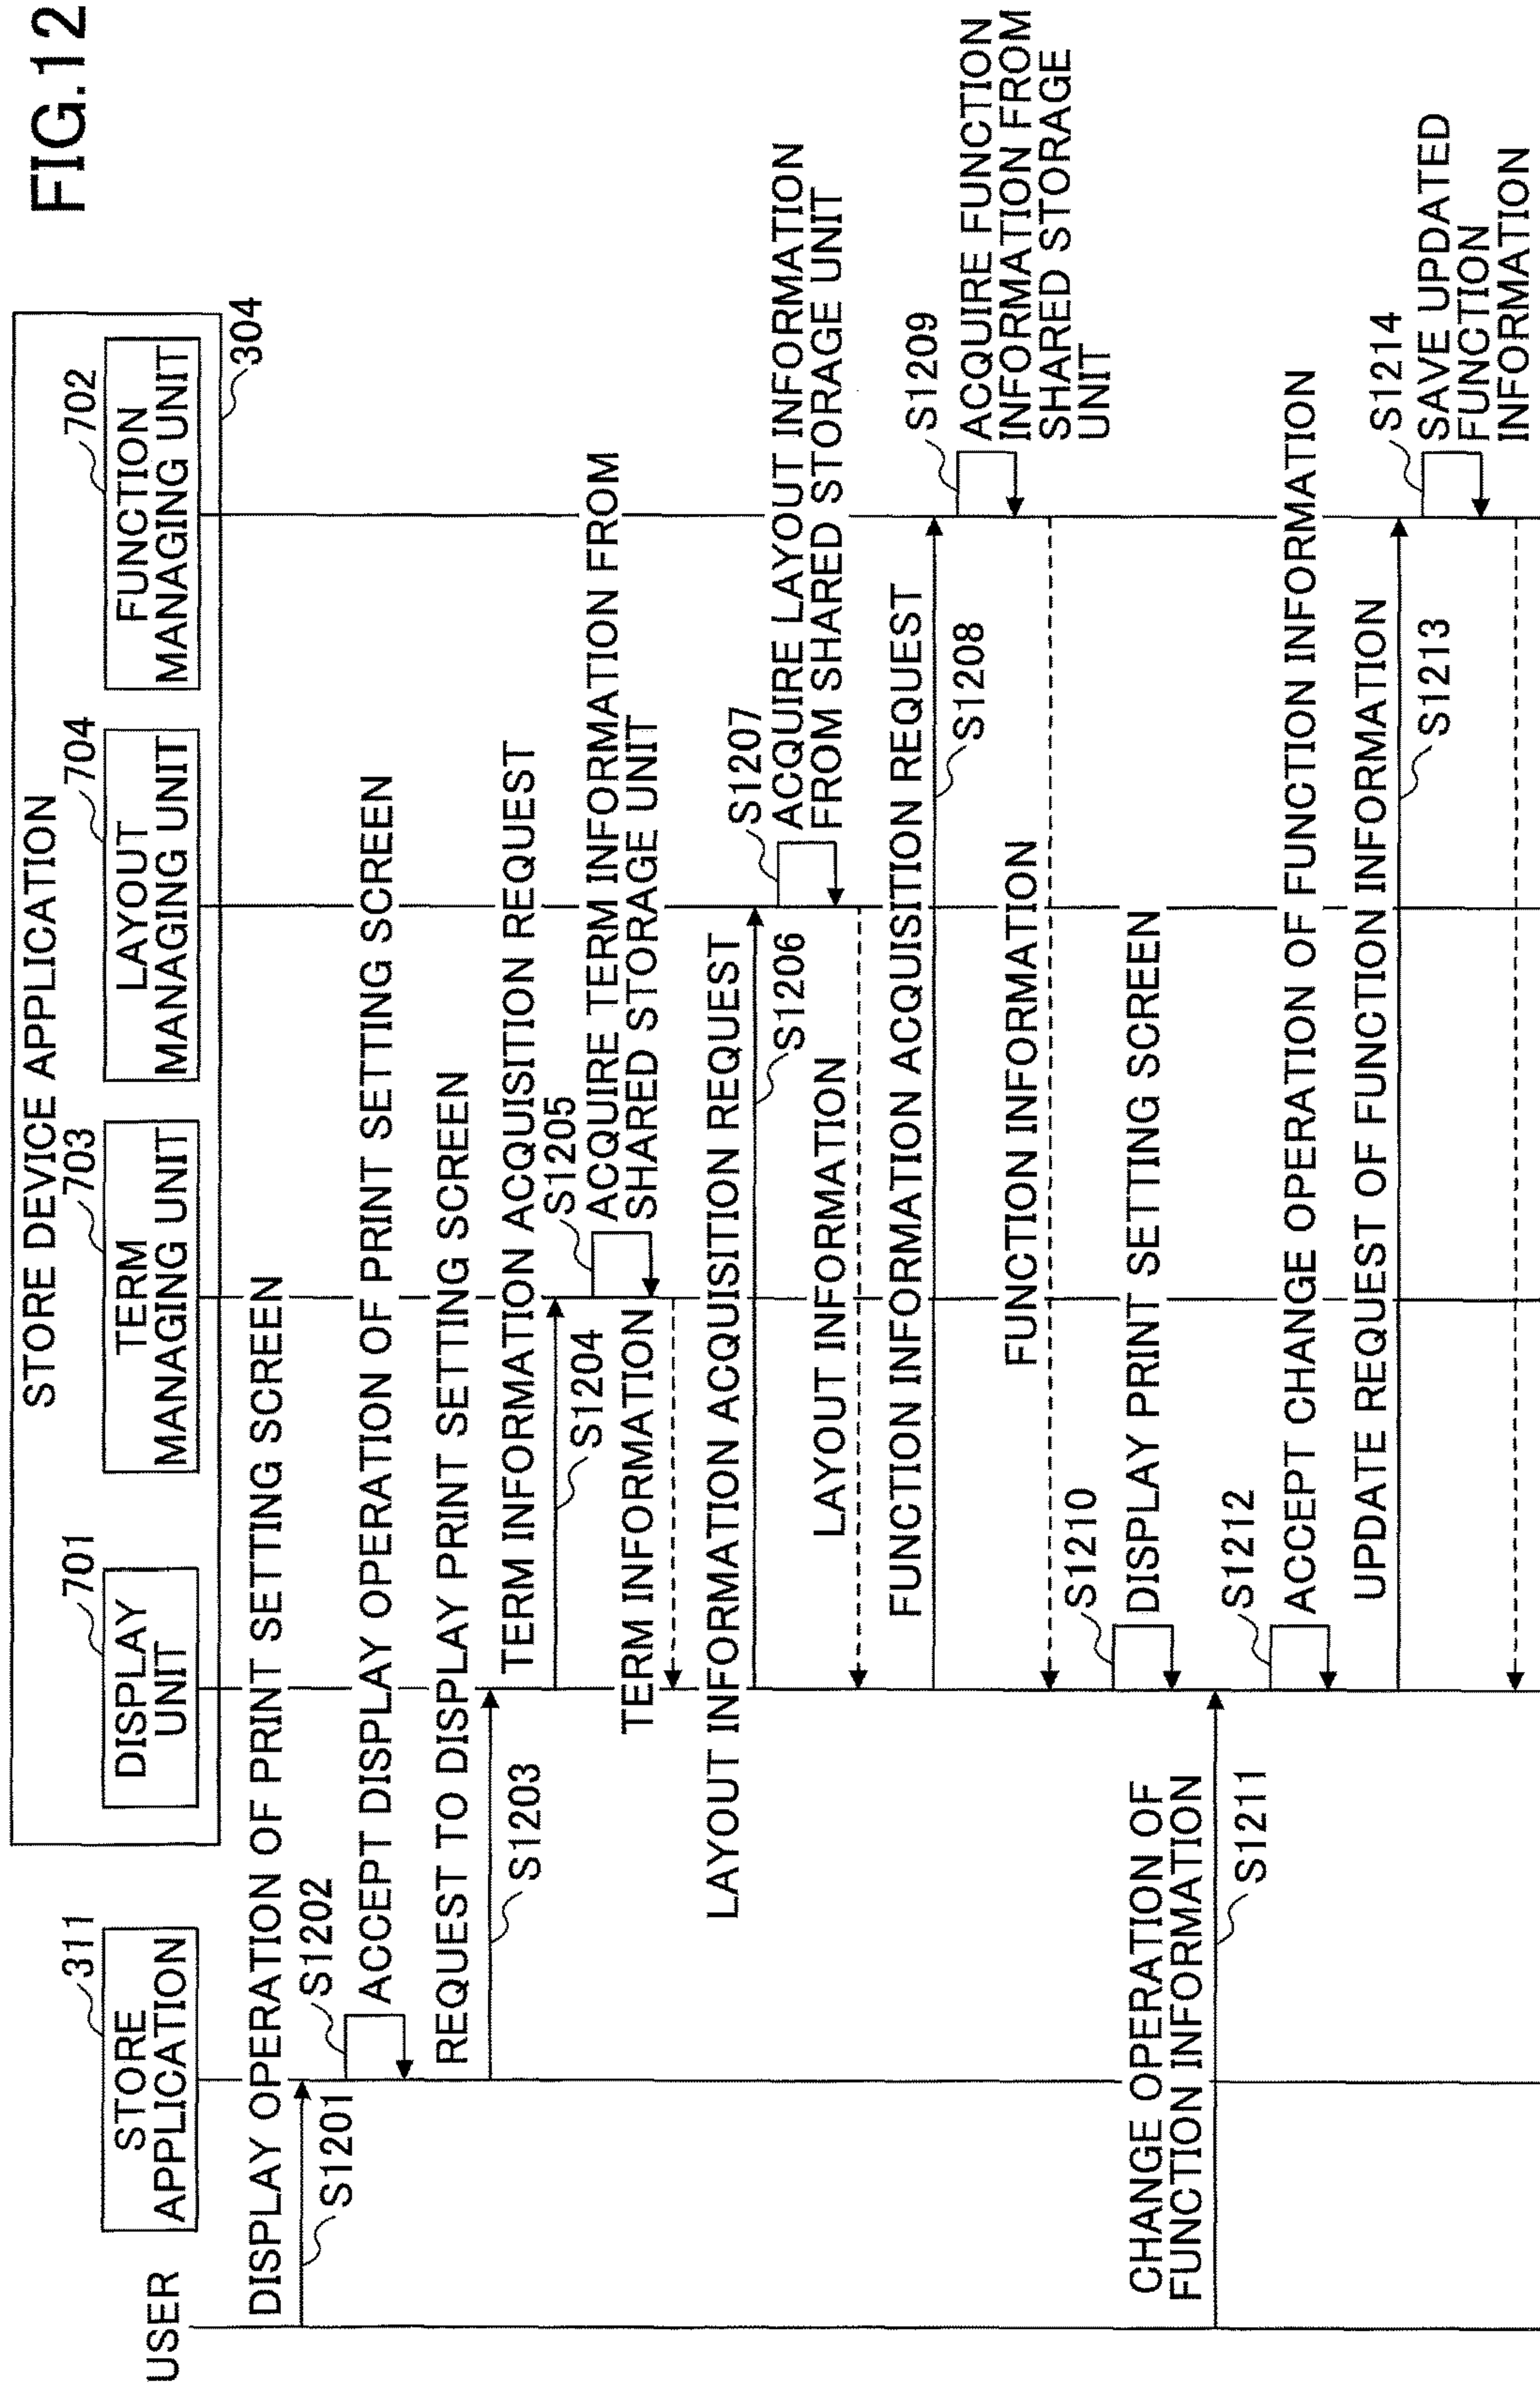 FIG.12
STORE DEVICE APPLICATION
304
USER
311
STORE
APPLICATION
701
DISPLAY
UNIT
703
TERM
MANAGING UNIT
704
LAYOUT
MANAGING UNIT
702
FUNCTION
MANAGING UNIT
DISPLAY OPERATION OF PRINT SETTING SCREEN
S1201
S1202
ACCEPT DISPLAY OPERATION OF PRINT SETTING SCREEN
REQUEST TO DISPLAY PRINT SETTING SCREEN
S1203
TERM INFORMATION ACQUISITION REQUEST
S1204
S1205
ACQUIRE TERM INFORMATION FROM
SHARED STORAGE UNIT
TERM INFORMATION
LAYOUT INFORMATION ACQUISITION REQUEST
S1206
S1207
ACQUIRE LAYOUT INFORMATION
FROM SHARED STORAGE UNIT
LAYOUT INFORMATION
FUNCTION INFORMATION ACQUISITION REQUEST
S1208
S1209
ACQUIRE FUNCTION
INFORMATION FROM
SHARED STORAGE
UNIT
FUNCTION INFORMATION
S1210
DISPLAY PRINT SETTING SCREEN
CHANGE OPERATION OF
FUNCTION INFORMATION
S1211
S1212
ACCEPT CHANGE OPERATION OF FUNCTION INFORMATION
UPDATE REQUEST OF FUNCTION INFORMATION
S1213
S1214
SAVE UPDATED
FUNCTION
INFORMATION